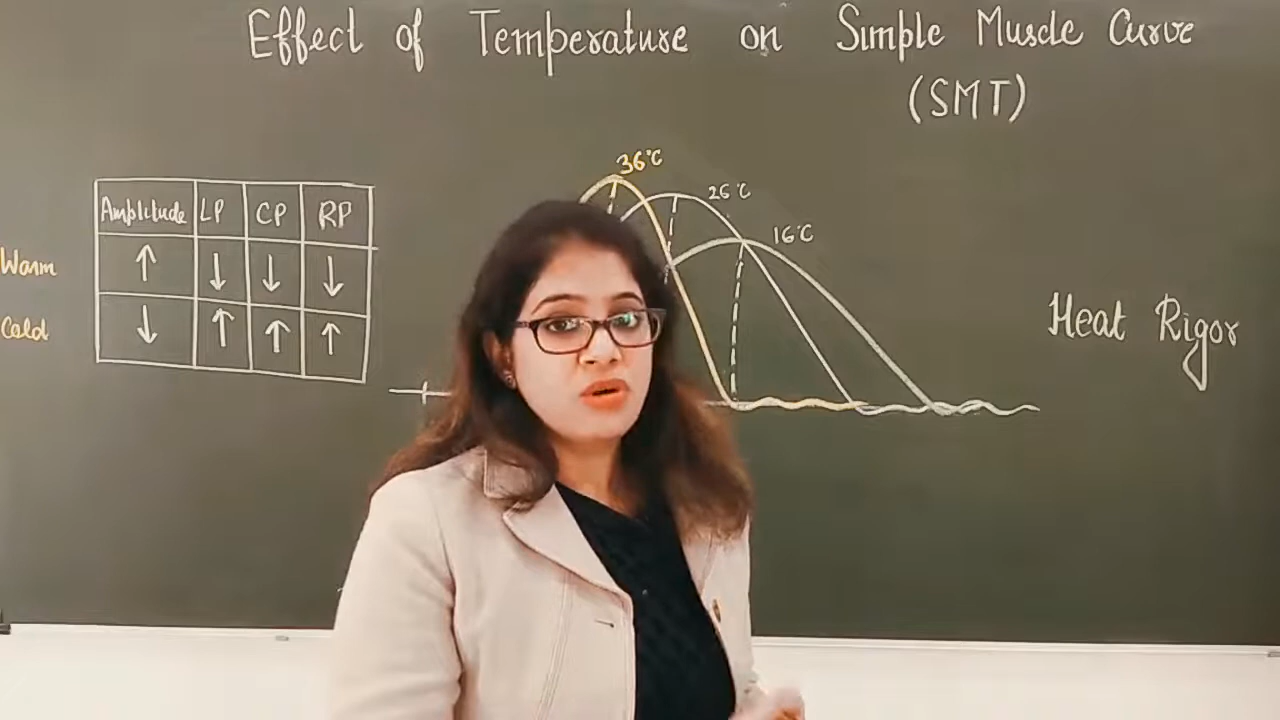 Effect of Temperature on Simple Muscle Curve
(SMT)
36°C
26°C
16°C
Amplitude LP CP RP
Warm ↑ ↓ ↓ ↓
Cold ↓ ↑ ↑ ↑
Heat Rigor